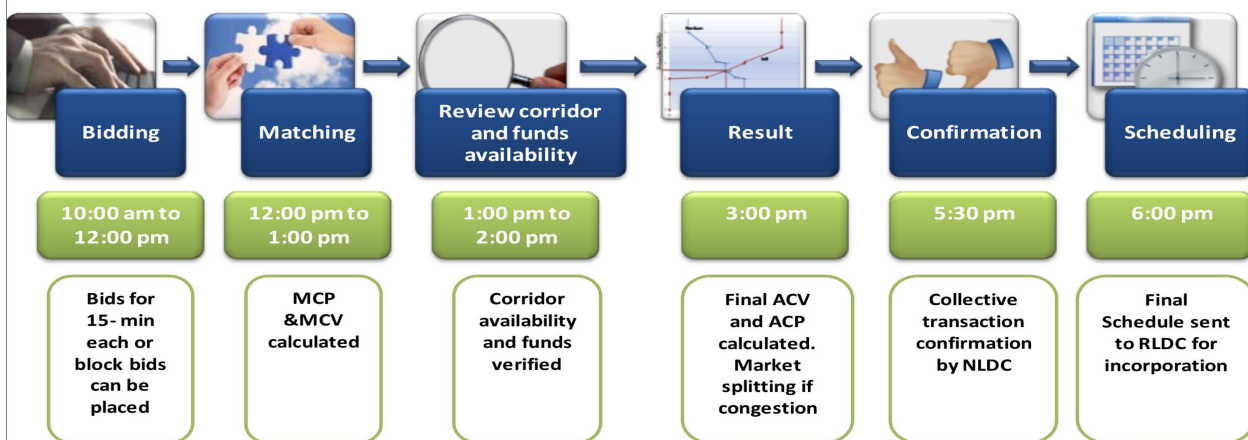 Bidding
Matching
Review corridor
and funds
availability
Result
Confirmation
Scheduling
10:00 am to
12:00 pm
12:00 pm to
1:00 pm
1:00 pm to
2:00 pm
3:00 pm
5:30 pm
6:00 pm
Bids for
15- min
each or
block bids
can be
placed
MCP
&MCV
calculated
Corridor
availability
and funds
verified
Final ACV
and ACP
calculated.
Market
splitting if
congestion
Collective
transaction
confirmation
by NLDC
Final
Schedule sent
to RLDC for
incorporation